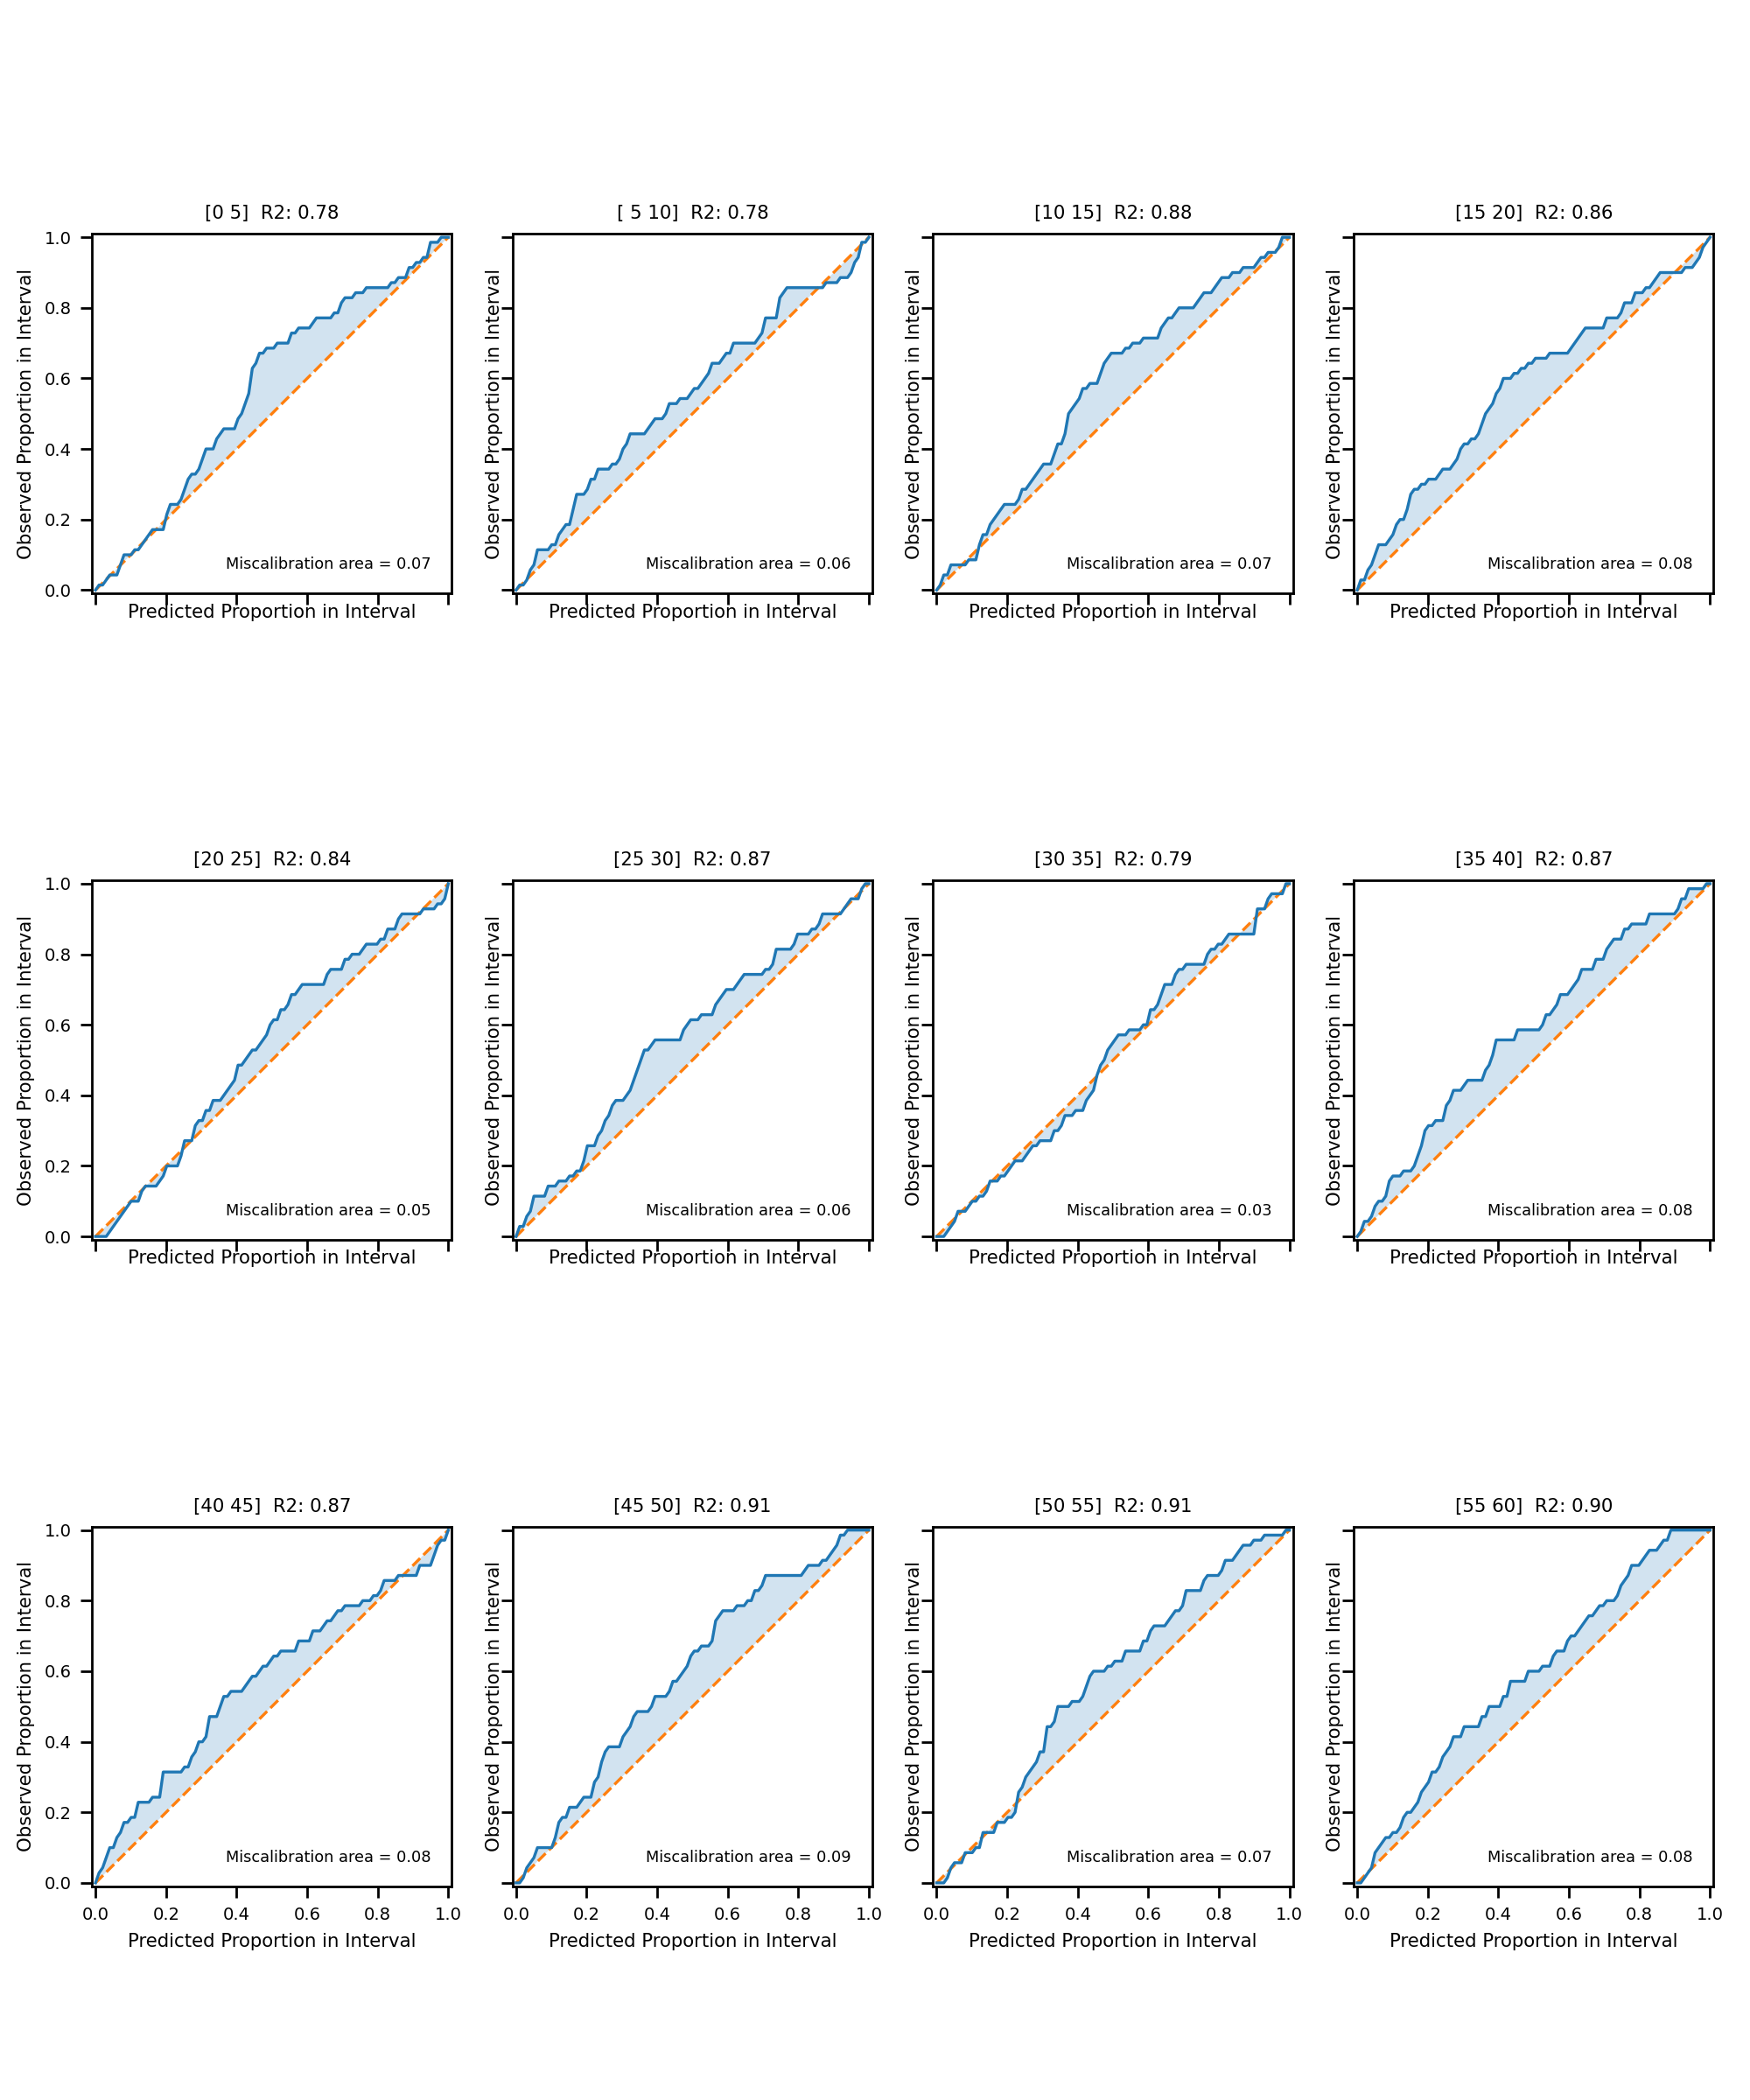 [0 5]  R2: 0.78
[ 5 10]  R2: 0.78
[10 15]  R2: 0.88
[15 20]  R2: 0.86
Observed Proportion in Interval
1.0
0.8
0.6
0.4
0.2
0.0
Miscalibration area = 0.07
Predicted Proportion in Interval
Observed Proportion in Interval
Miscalibration area = 0.06
Predicted Proportion in Interval
Observed Proportion in Interval
Miscalibration area = 0.07
Predicted Proportion in Interval
Observed Proportion in Interval
Miscalibration area = 0.08
Predicted Proportion in Interval
[20 25]  R2: 0.84
[25 30]  R2: 0.87
[30 35]  R2: 0.79
[35 40]  R2: 0.87
Observed Proportion in Interval
1.0
0.8
0.6
0.4
0.2
0.0
Miscalibration area = 0.05
Predicted Proportion in Interval
Observed Proportion in Interval
Miscalibration area = 0.06
Predicted Proportion in Interval
Observed Proportion in Interval
Miscalibration area = 0.03
Predicted Proportion in Interval
Observed Proportion in Interval
Miscalibration area = 0.08
Predicted Proportion in Interval
[40 45]  R2: 0.87
[45 50]  R2: 0.91
[50 55]  R2: 0.91
[55 60]  R2: 0.90
Observed Proportion in Interval
1.0
0.8
0.6
0.4
0.2
0.0
Miscalibration area = 0.08
0.0 0.2 0.4 0.6 0.8 1.0
Predicted Proportion in Interval
Observed Proportion in Interval
Miscalibration area = 0.09
0.0 0.2 0.4 0.6 0.8 1.0
Predicted Proportion in Interval
Observed Proportion in Interval
Miscalibration area = 0.07
0.0 0.2 0.4 0.6 0.8 1.0
Predicted Proportion in Interval
Observed Proportion in Interval
Miscalibration area = 0.08
0.0 0.2 0.4 0.6 0.8 1.0
Predicted Proportion in Interval